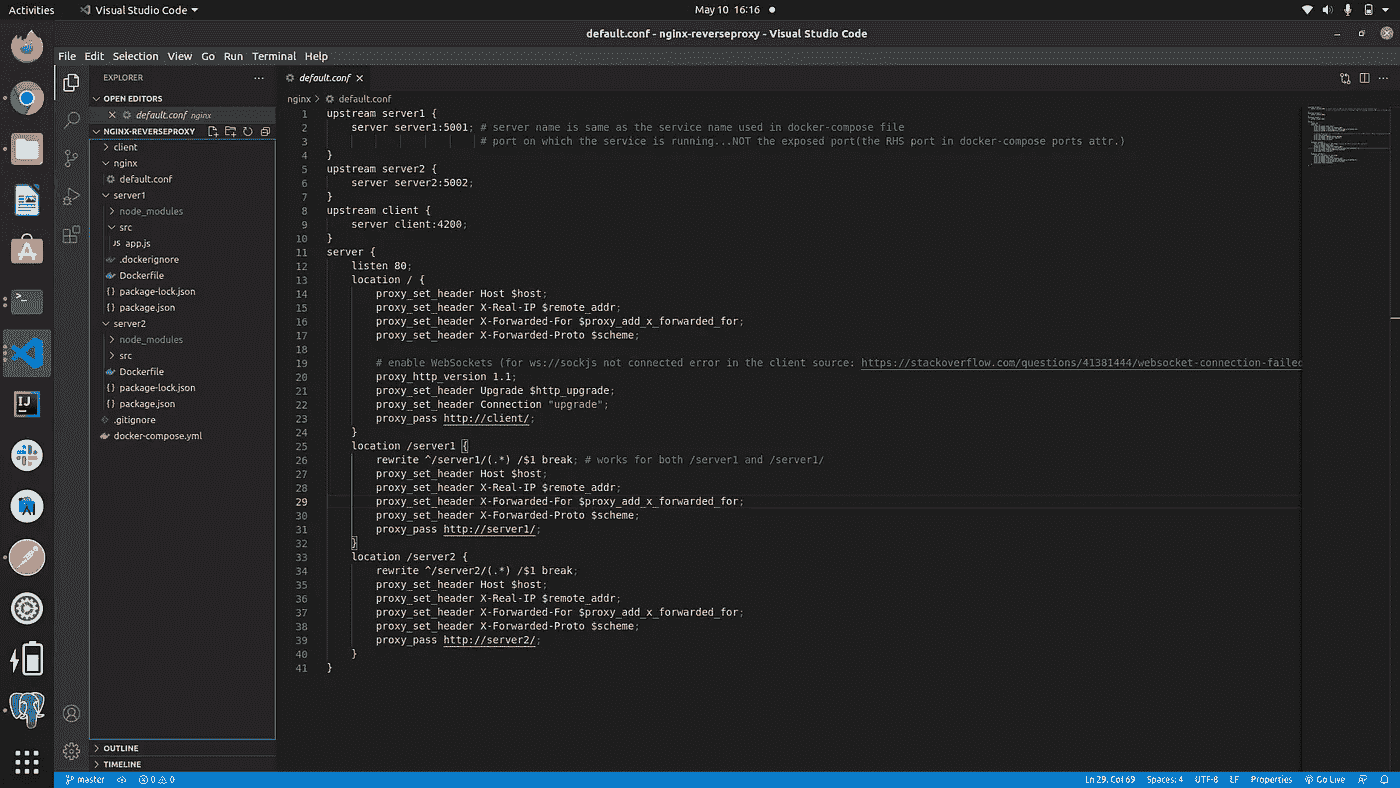 Activities
Visual Studio Code
May 10 16:16
default.conf - nginx-reverseproxy - Visual Studio Code
File Edit Selection View Go Run Terminal Help
EXPLORER
OPEN EDITORS
default.conf nginx
NGINX-REVERSEPROXY
client
nginx
default.conf
server1
node_modules
src
JS app.js
.dockerignore
Dockerfile
{} package-lock.json
{} package.json
server2
node_modules
src
Dockerfile
{} package-lock.json
{} package.json
.gitignore
docker-compose.yml
OUTLINE
TIMELINE
default.conf
nginx > default.conf
1 upstream server1 {
2 server server1:5001; # server name is same as the service name used in docker-compose file
3 # port on which the service is running...NOT the exposed port(the RHS port in docker-compose ports attr.)
4 }
5 upstream server2 {
6 server server2:5002;
7 }
8 upstream client {
9 server client:4200;
10 }
11 server {
12 listen 80;
13 location / {
14 proxy_set_header Host $host;
15 proxy_set_header X-Real-IP $remote_addr;
16 proxy_set_header X-Forwarded-For $proxy_add_x_forwarded_for;
17 proxy_set_header X-Forwarded-Proto $scheme;
18
19 # enable WebSockets (for ws://sockjs not connected error in the client source: https://stackoverflow.com/questions/41381444/websocket-connection-failed
20 proxy_http_version 1.1;
21 proxy_set_header Upgrade $http_upgrade;
22 proxy_set_header Connection "upgrade";
23 proxy_pass http://client/;
24 }
25 location /server1 {
26 rewrite ^/server1/(.*) /$1 break; # works for both /server1 and /server1/
27 proxy_set_header Host $host;
28 proxy_set_header X-Real-IP $remote_addr;
29 proxy_set_header X-Forwarded-For $proxy_add_x_forwarded_for;
30 proxy_set_header X-Forwarded-Proto $scheme;
31 proxy_pass http://server1/;
32 }
33 location /server2 {
34 rewrite ^/server2/(.*) /$1 break;
35 proxy_set_header Host $host;
36 proxy_set_header X-Real-IP $remote_addr;
37 proxy_set_header X-Forwarded-For $proxy_add_x_forwarded_for;
38 proxy_set_header X-Forwarded-Proto $scheme;
39 proxy_pass http://server2/;
40 }
41 }
master 0 0 Ln 29, Col 69 Spaces: 4 UTF-8 LF Properties Go Live